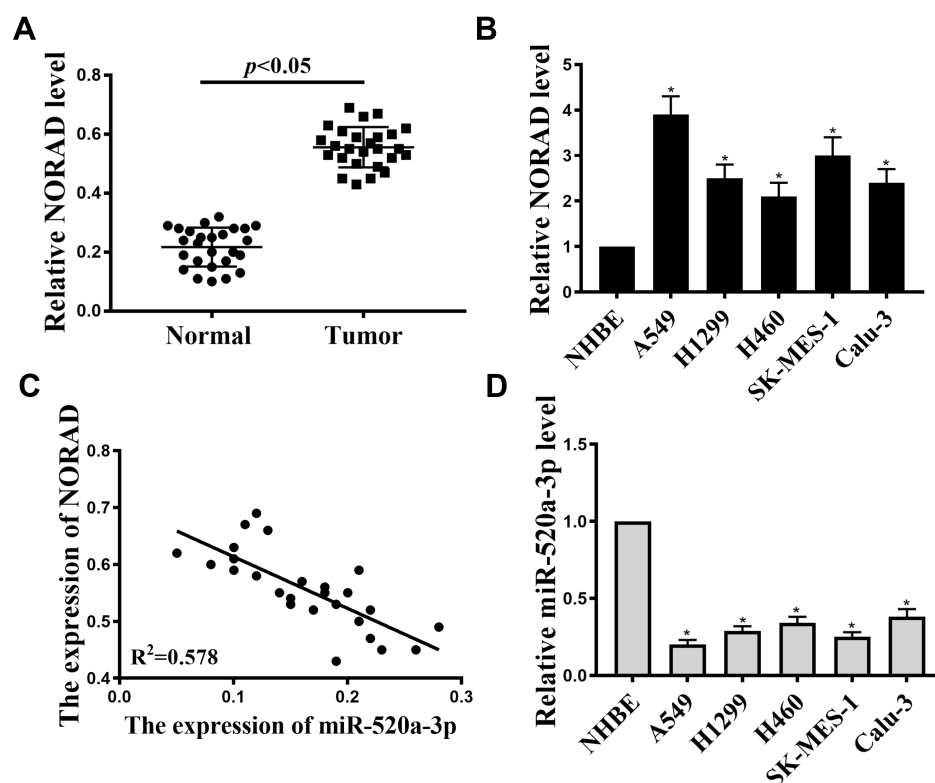 A
Relative NORAD level
0.8
0.6
0.4
0.2
0.0
p<0.05
Normal
Tumor
B
Relative NORAD level
5
4
3
2
1
0
*
*
*
*
*
NHBE
A549
H1299
H460
SK-MES-1
Calu-3
C
The expression of NORAD
0.8
0.7
0.6
0.5
0.4
R²=0.578
0.0
0.1
0.2
0.3
The expression of miR-520a-3p
D
Relative miR-520a-3p level
1.5
1.0
0.5
0.0
*
*
*
*
*
NHBE
A549
H1299
H460
SK-MES-1
Calu-3